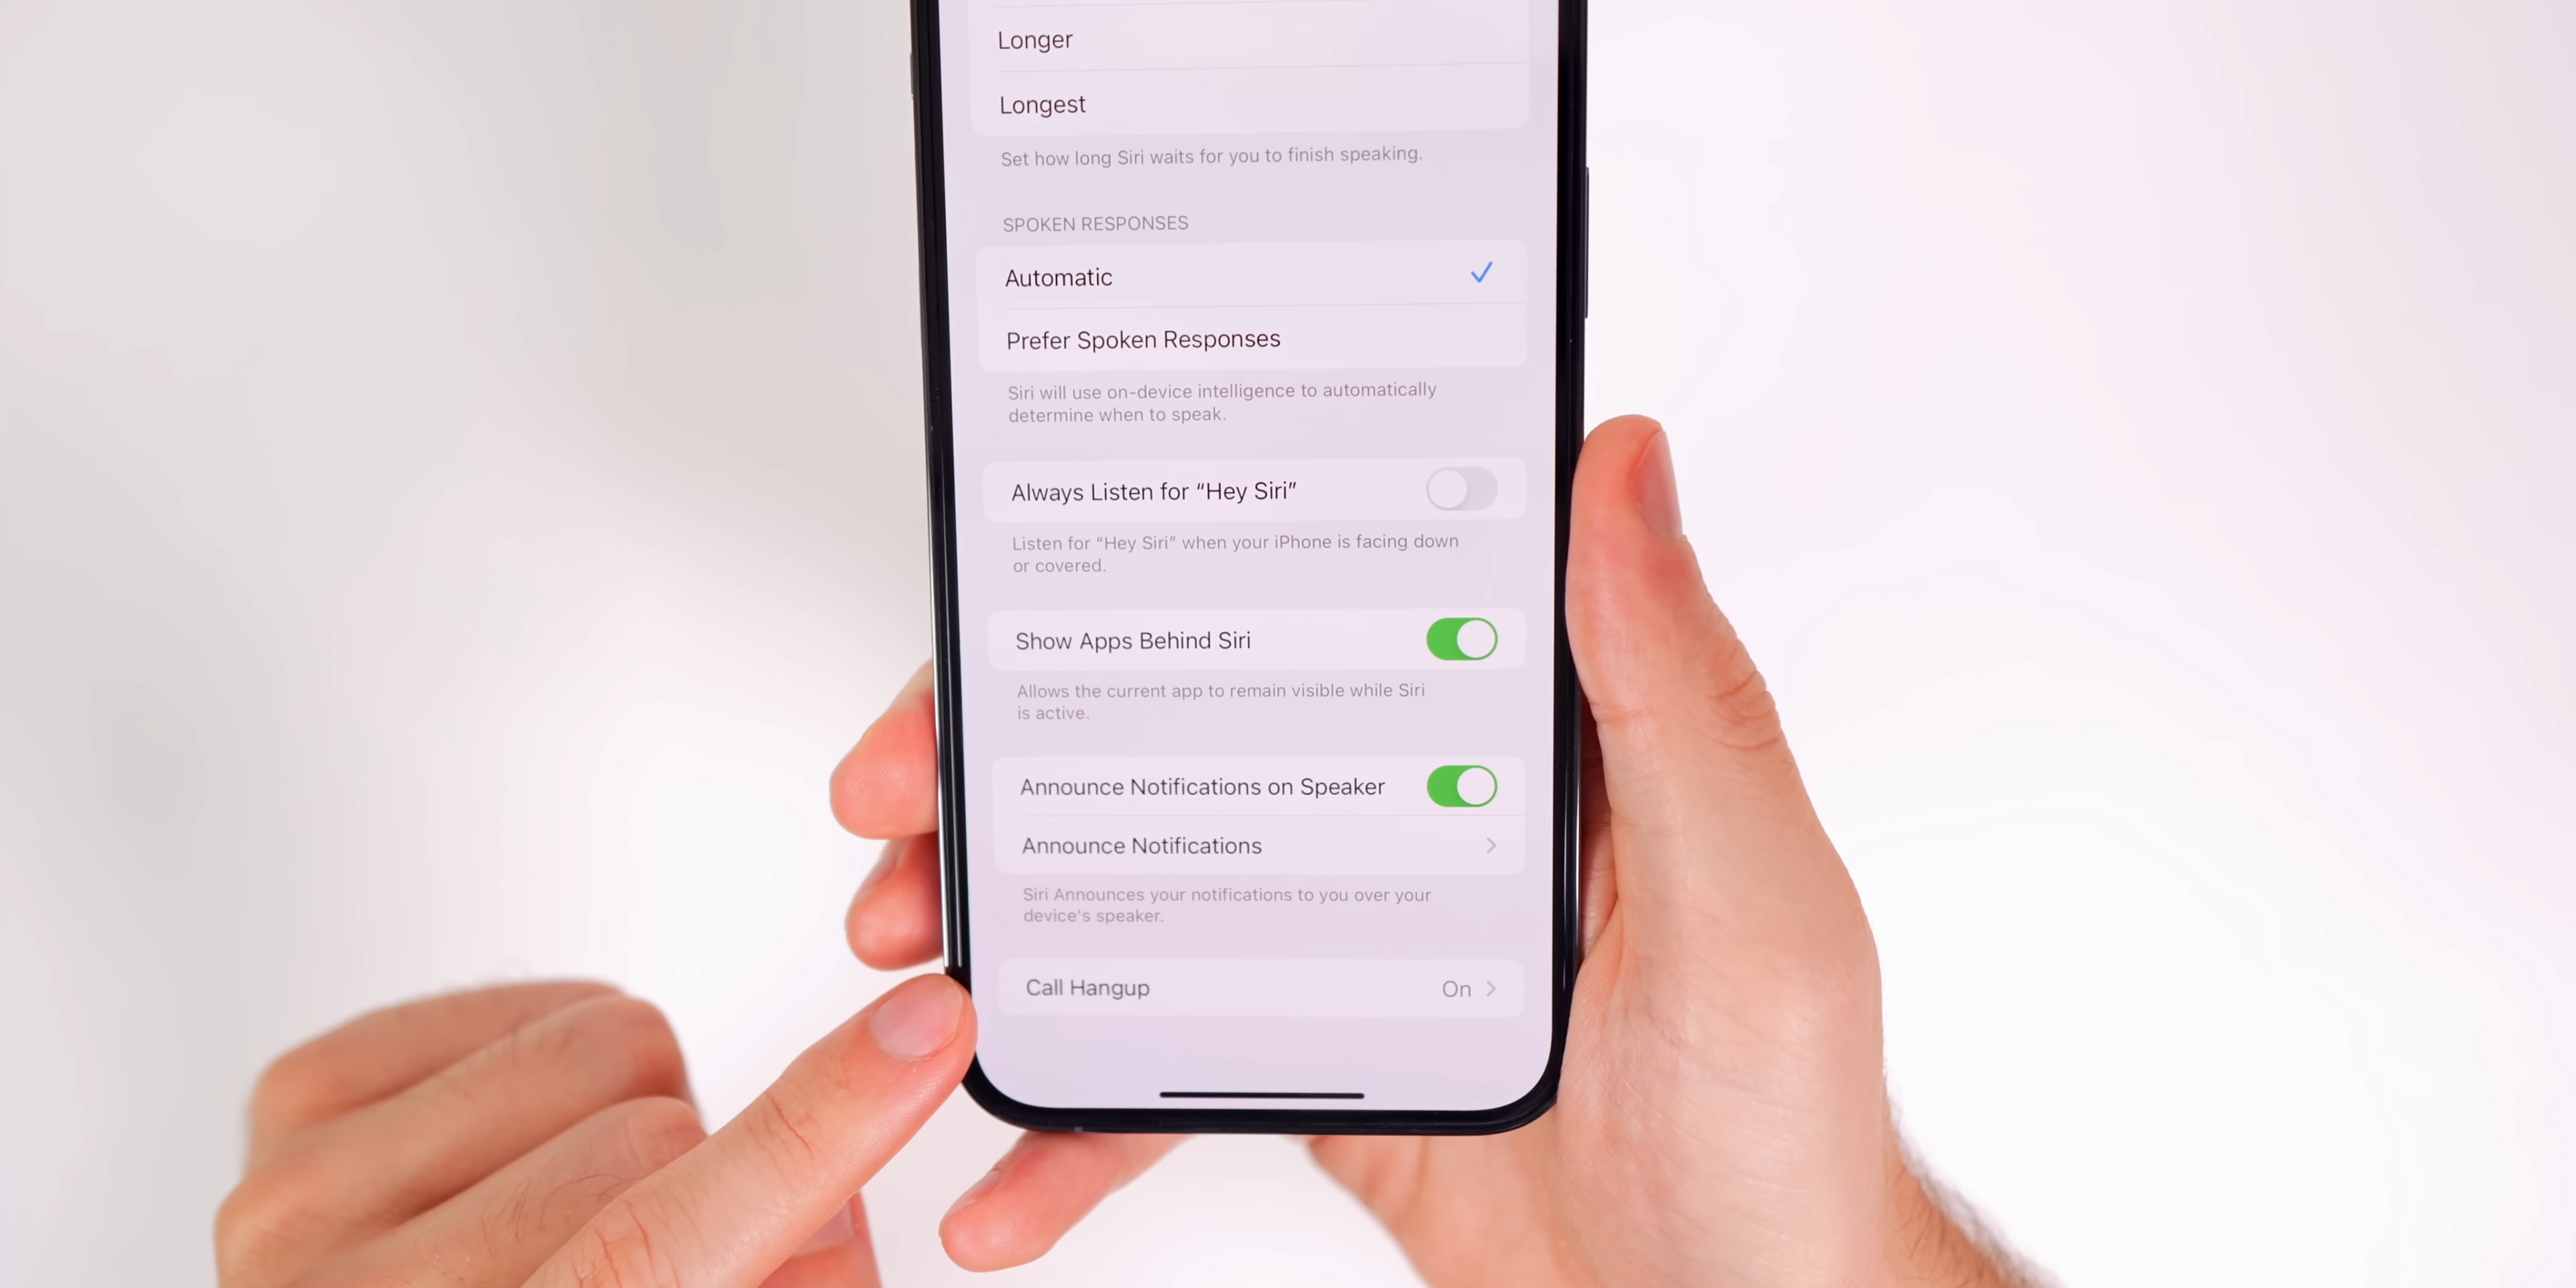 Longer
Longest
Set how long Siri waits for you to finish speaking.
SPOKEN RESPONSES
Automatic
Prefer Spoken Responses
Siri will use on-device intelligence to automatically
determine when to speak.
Always Listen for “Hey Siri”
Listen for “Hey Siri” when your iPhone is facing down
or covered.
Show Apps Behind Siri
Allows the current app to remain visible while Siri
is active.
Announce Notifications on Speaker
Announce Notifications
Siri Announces your notifications to you over your
device's speaker.
Call Hangup On